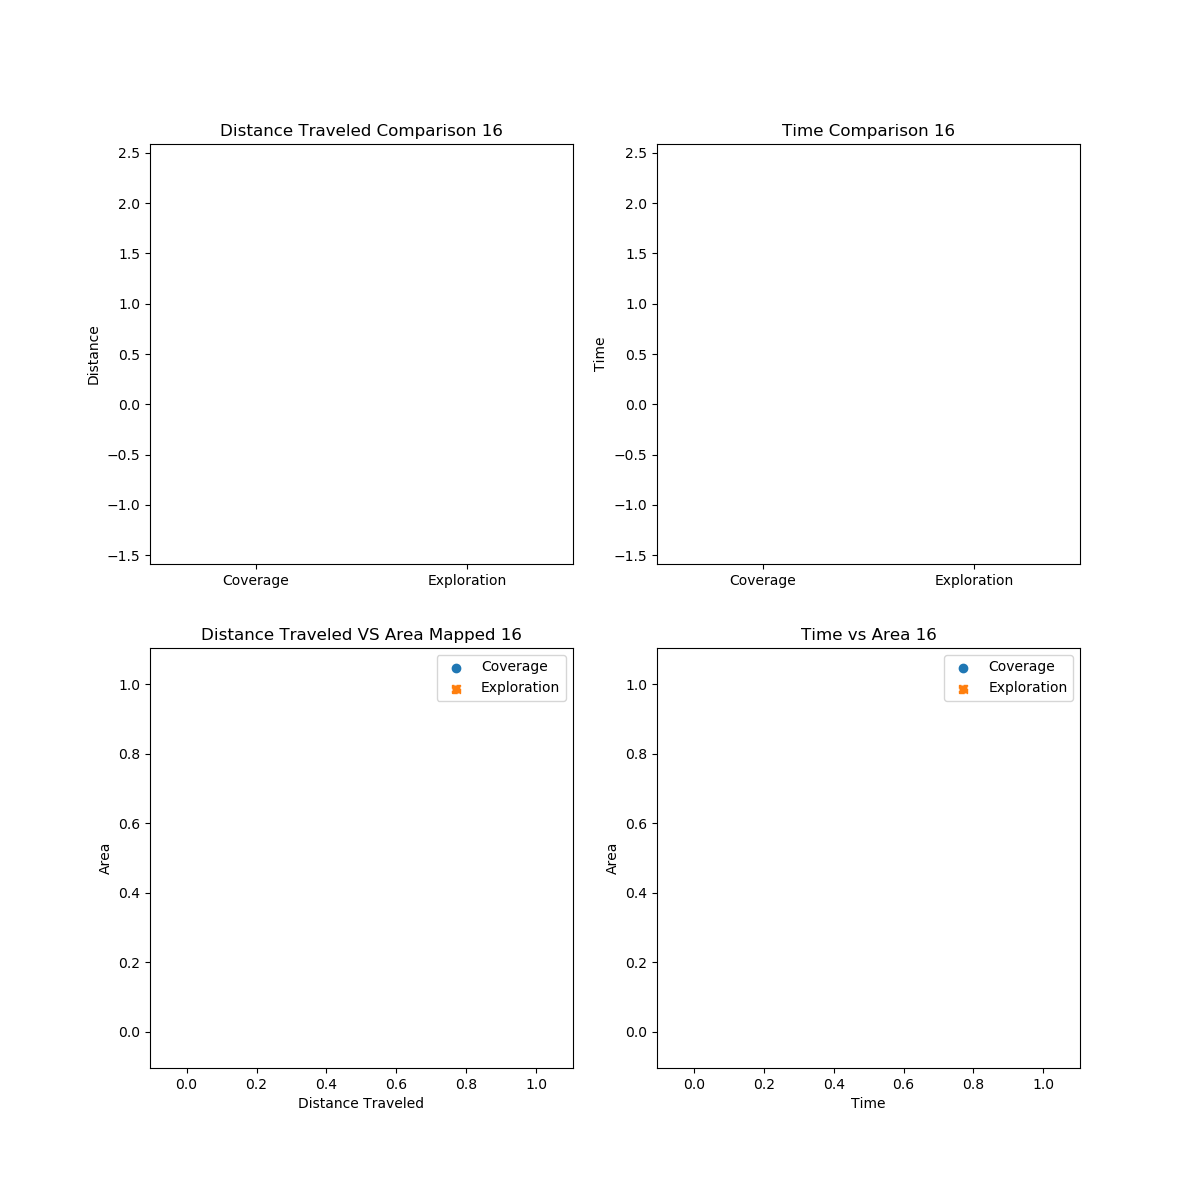 Distance Traveled Comparison 16
2.5
2.0
1.5
1.0
0.5
0.0
−0.5
−1.0
−1.5
Distance
Coverage Exploration
Time Comparison 16
2.5
2.0
1.5
1.0
0.5
0.0
−0.5
−1.0
−1.5
Time
Coverage Exploration
Distance Traveled VS Area Mapped 16
Coverage
Exploration
1.0
0.8
0.6
0.4
0.2
0.0
Area
0.0 0.2 0.4 0.6 0.8 1.0
Distance Traveled
Time vs Area 16
Coverage
Exploration
1.0
0.8
0.6
0.4
0.2
0.0
Area
0.0 0.2 0.4 0.6 0.8 1.0
Time